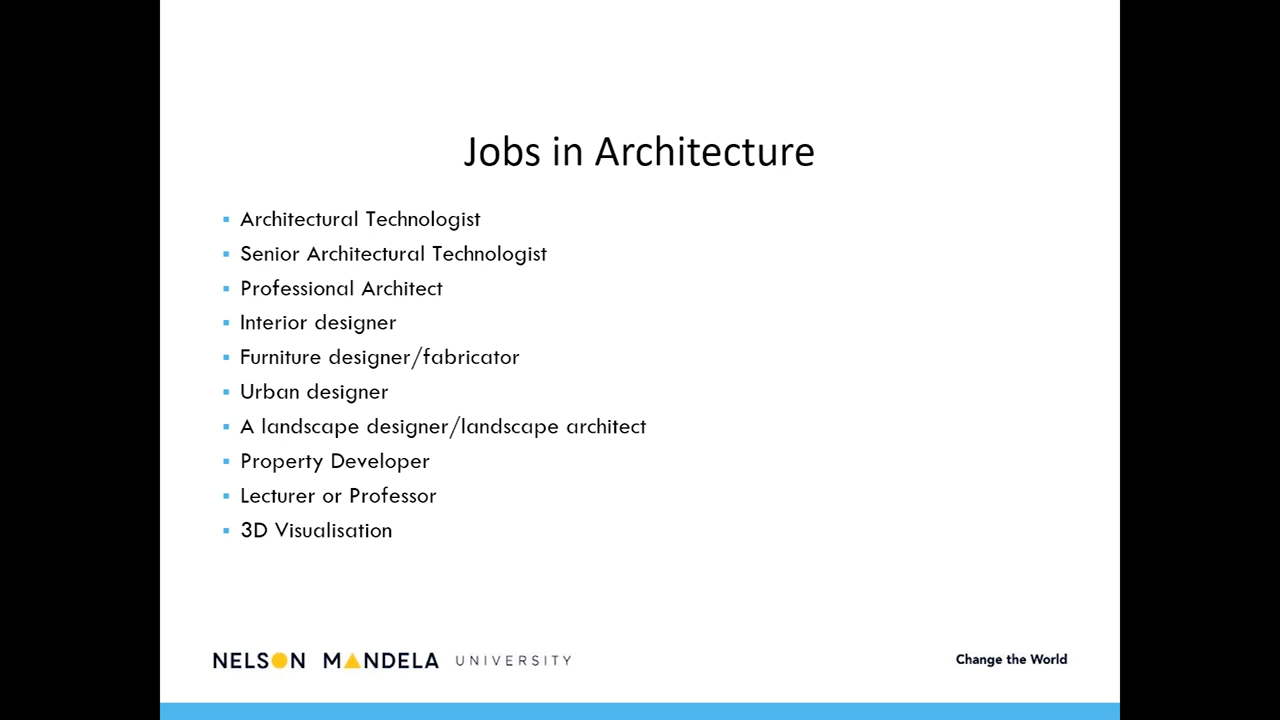 Jobs in Architecture
Architectural Technologist
Senior Architectural Technologist
Professional Architect
Interior designer
Furniture designer/fabricator
Urban designer
A landscape designer/landscape architect
Property Developer
Lecturer or Professor
3D Visualisation
NELSON MANDELA UNIVERSITY
Change the World